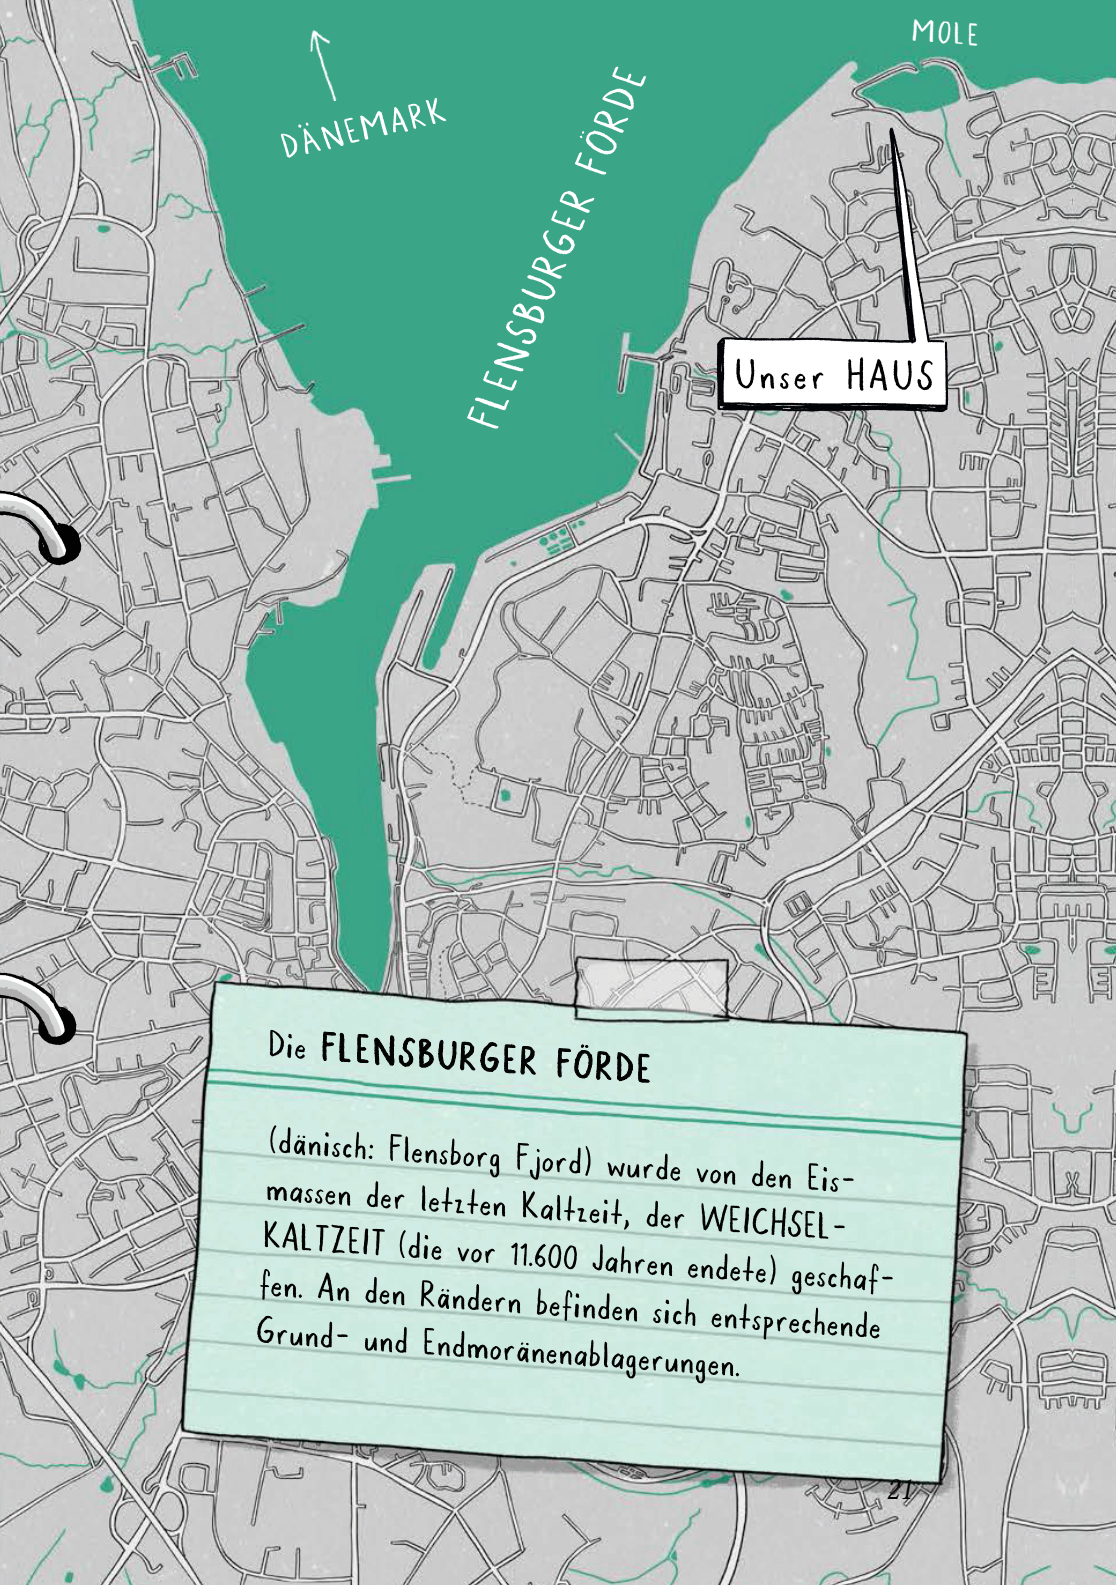 MOLE
DÄNEMARK
FLENSBURGER FÖRDE
Unser HAUS
Die FLENSBURGER FÖRDE
(dänisch: Flensborg Fjord) wurde von den Eis-
massen der letzten Kaltzeit, der WEICHSEL-
KALTZEIT (die vor 11.600 Jahren endete) geschaf-
fen. An den Rändern befinden sich entsprechende
Grund- und Endmoränenablagerungen.
21